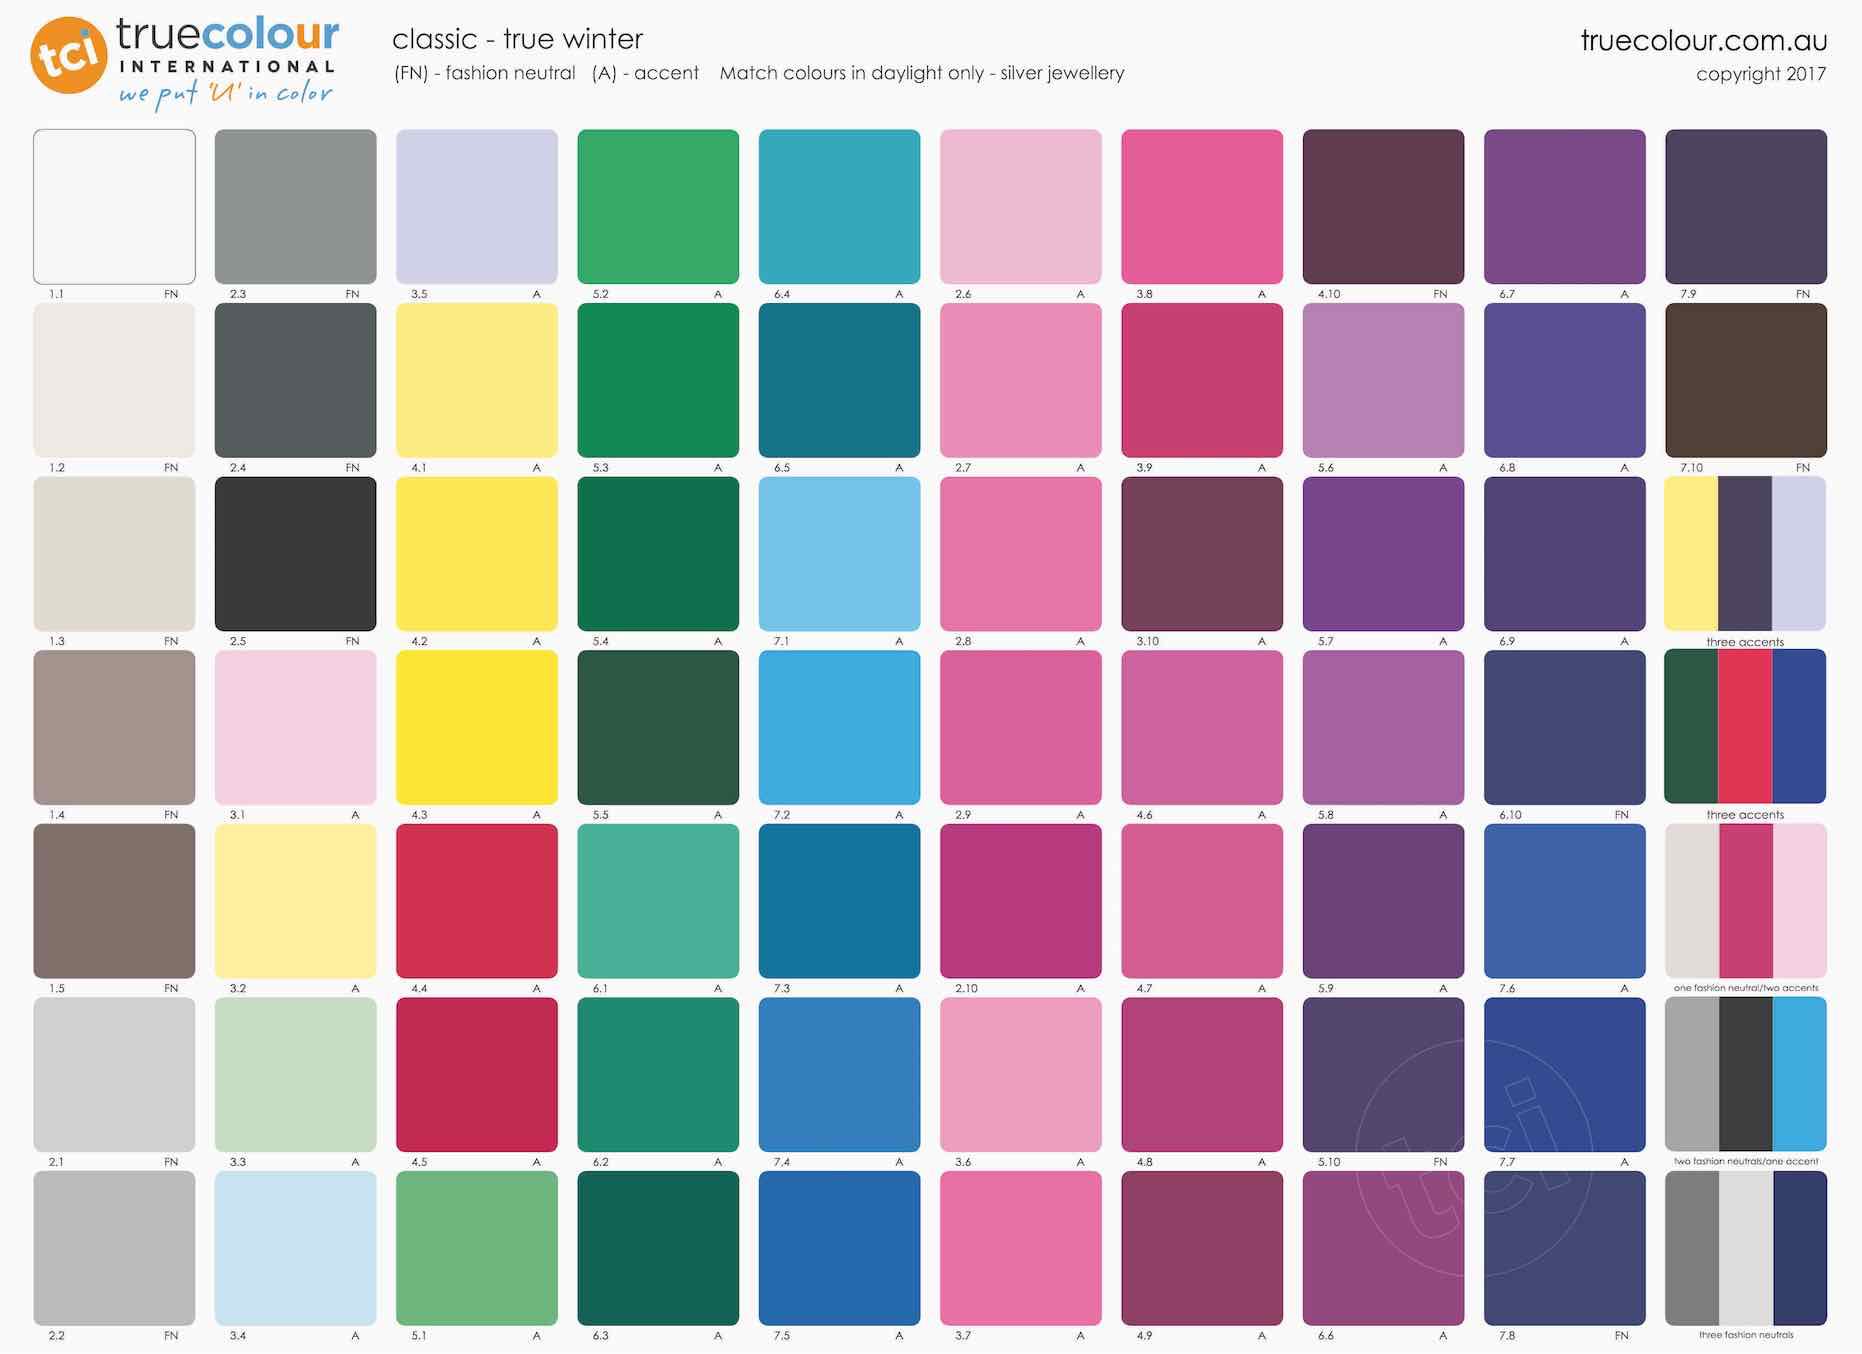 tci truecolour
INTERNATIONAL
we put 'U' in color
classic - true winter
(FN) - fashion neutral (A) - accent Match colours in daylight only - silver jewellery
truecolour.com.au
copyright 2017
1.1 FN 2.3 FN 3.5 A 5.2 A 6.4 A 2.6 A 3.8 A 4.10 FN 6.7 A 7.9 FN
1.2 FN 2.4 FN 4.1 A 5.3 A 6.5 A 2.7 A 3.9 A 5.6 A 6.8 A 7.10 FN
1.3 FN 2.5 FN 4.2 A 5.4 A 7.1 A 2.8 A 3.10 A 5.7 A 6.9 A three accents
1.4 FN 3.1 A 4.3 A 5.5 A 7.2 A 2.9 A 4.6 A 5.8 A 6.10 FN three accents
1.5 FN 3.2 A 4.4 A 6.1 A 7.3 A 2.10 A 4.7 A 5.9 A 7.6 A one fashion neutral/two accents
2.1 FN 3.3 A 4.5 A 6.2 A 7.4 A 3.6 A 4.8 A 5.10 FN 7.7 A two fashion neutrals/one accent
tci
2.2 FN 3.4 A 5.1 A 6.3 A 7.5 A 3.7 A 4.9 A 6.6 A 7.8 FN three fashion neutrals